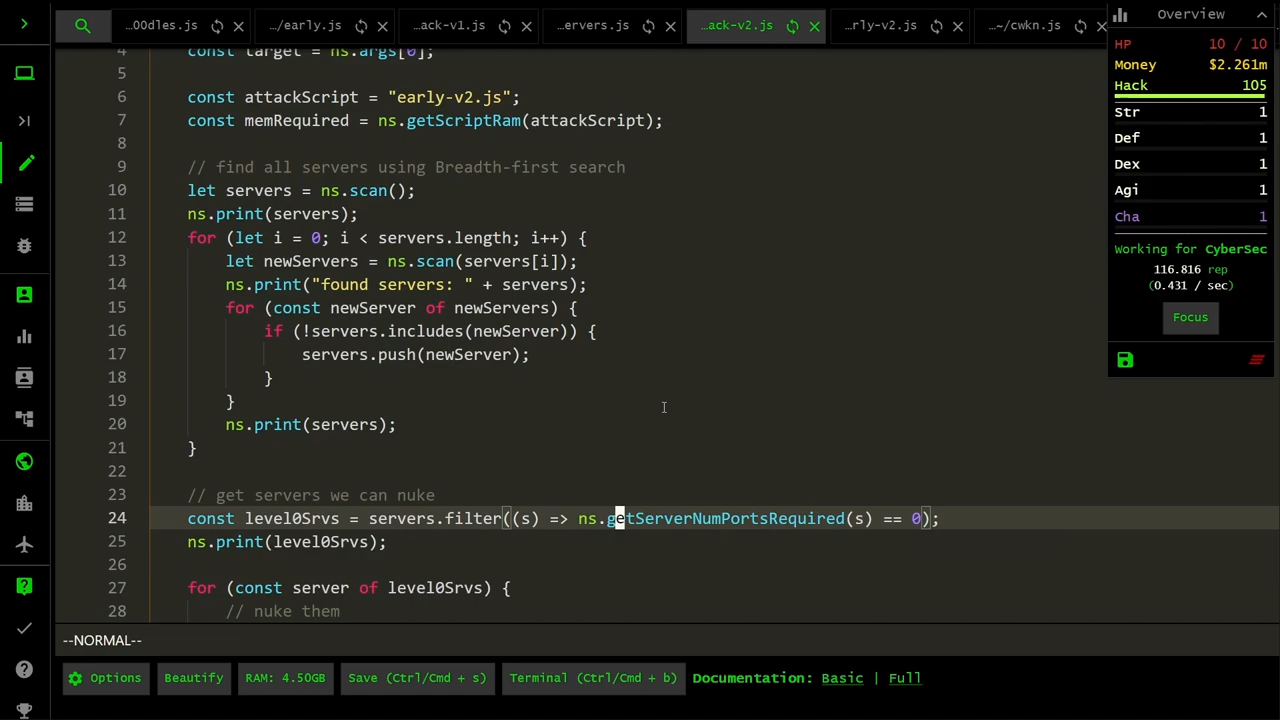 …00dles.js
…/early.js
…ack-v1.js
…ervers.js
…ack-v2.js
…rly-v2.js
…~/cwkn.js
Overview
HP 10 / 10
Money $2.261m
Hack 105
Str 1
Def 1
Dex 1
Agi 1
Cha 1
Working for CyberSec
116.816 rep
(0.431 / sec)
Focus
4 const target = ns.args[0];
5
6 const attackScript = "early-v2.js";
7 const memRequired = ns.getScriptRam(attackScript);
8
9 // find all servers using Breadth-first search
10 let servers = ns.scan();
11 ns.print(servers);
12 for (let i = 0; i < servers.length; i++) {
13 let newServers = ns.scan(servers[i]);
14 ns.print("found servers: " + servers);
15 for (const newServer of newServers) {
16 if (!servers.includes(newServer)) {
17 servers.push(newServer);
18 }
19 }
20 ns.print(servers);
21 }
22
23 // get servers we can nuke
24 const level0Srvs = servers.filter((s) => ns.getServerNumPortsRequired(s) == 0);
25 ns.print(level0Srvs);
26
27 for (const server of level0Srvs) {
28 // nuke them
--NORMAL--
Options
Beautify
RAM: 4.50GB
Save (Ctrl/Cmd + s)
Terminal (Ctrl/Cmd + b)
Documentation: Basic | Full